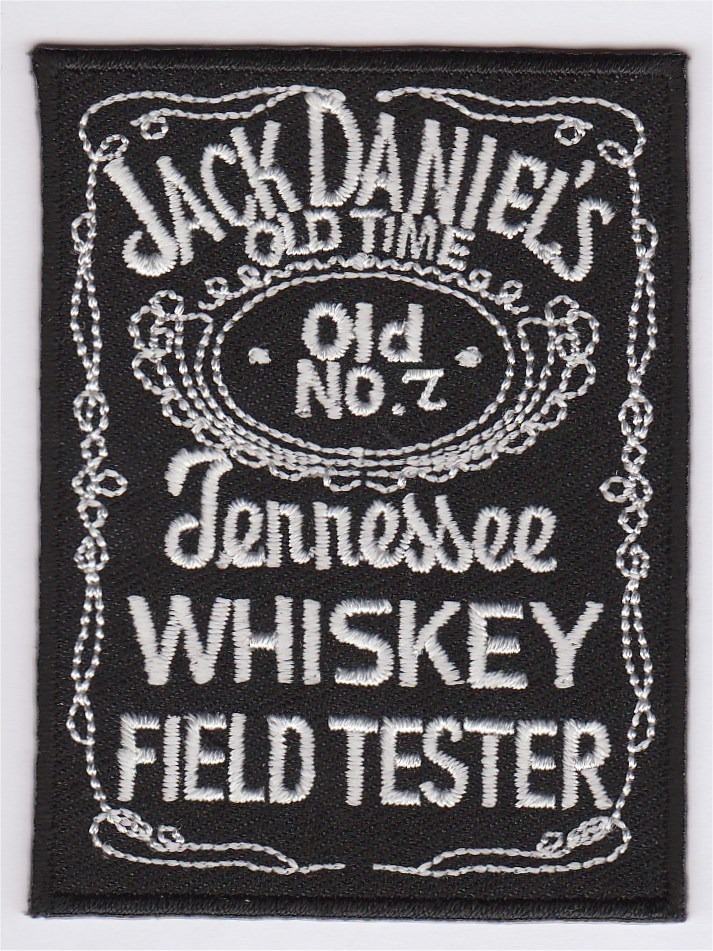 JACK DANIEL'S
OLD TIME
Old
NO.7
Tennessee
WHISKEY
FIELD TESTER